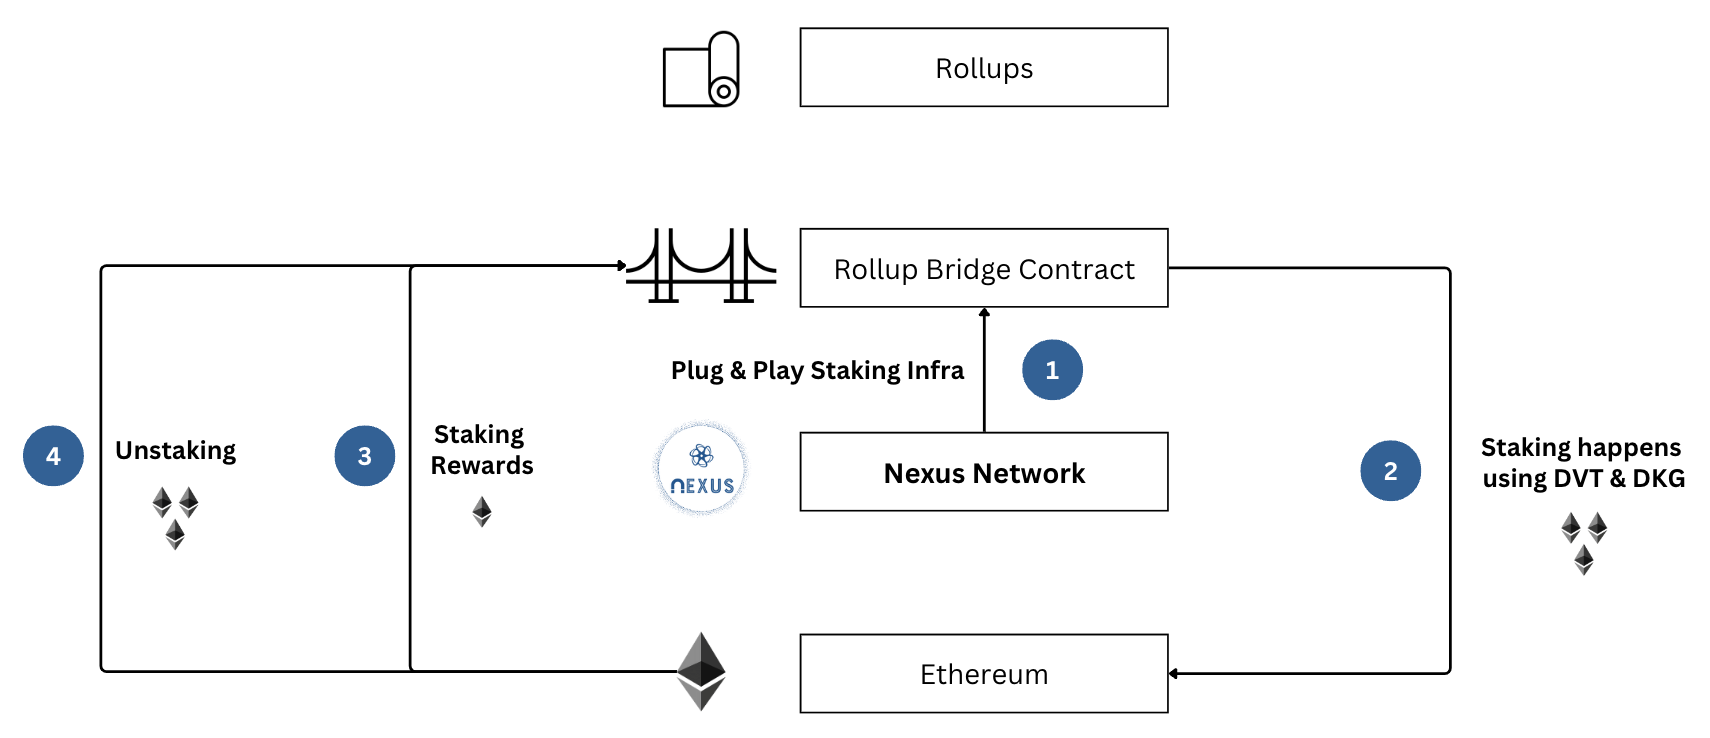 Rollups
Rollup Bridge Contract
Plug & Play Staking Infra
1
4
Unstaking
3
Staking
Rewards
NEXUS
Nexus Network
2
Staking happens
using DVT & DKG
Ethereum